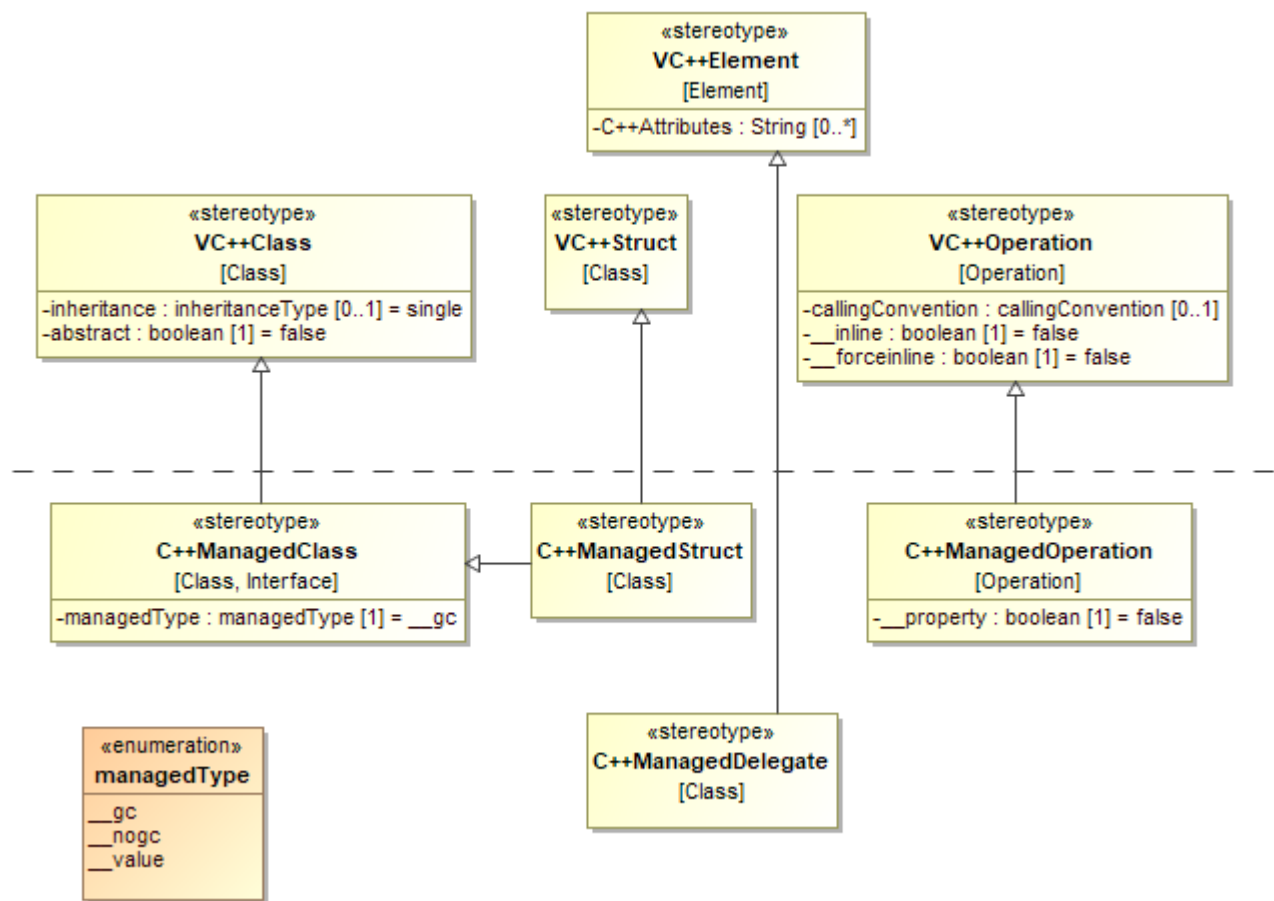 «stereotype»
VC++Element
[Element]
-C++Attributes : String [0..*]
«stereotype»
VC++Class
[Class]
-inheritance : inheritanceType [0..1] = single
-abstract : boolean [1] = false
«stereotype»
VC++Struct
[Class]
«stereotype»
VC++Operation
[Operation]
-callingConvention : callingConvention [0..1]
-__inline : boolean [1] = false
-__forceinline : boolean [1] = false
«stereotype»
C++ManagedClass
[Class, Interface]
-managedType : managedType [1] = __gc
«stereotype»
C++ManagedStruct
[Class]
«stereotype»
C++ManagedOperation
[Operation]
-__property : boolean [1] = false
«stereotype»
C++ManagedDelegate
[Class]
«enumeration»
managedType
__gc
__nogc
__value